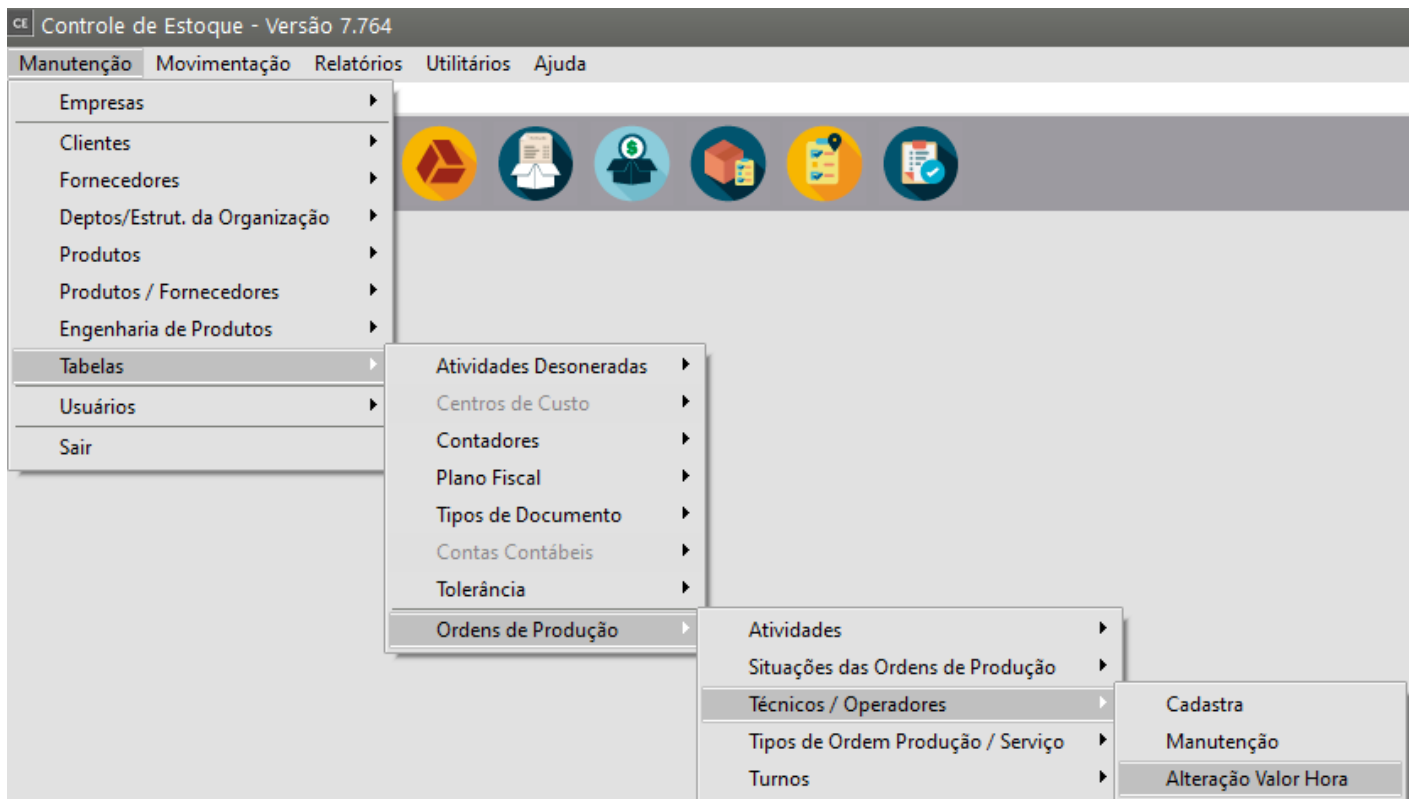 CE Controle de Estoque - Versão 7.764
Manutenção Movimentação Relatórios Utilitários Ajuda
Empresas
Clientes
Fornecedores
Deptos/Estrut. da Organização
Produtos
Produtos / Fornecedores
Engenharia de Produtos
Tabelas
Usuários
Sair
Atividades Desoneradas
Centros de Custo
Contadores
Plano Fiscal
Tipos de Documento
Contas Contábeis
Tolerância
Ordens de Produção
Atividades
Situações das Ordens de Produção
Técnicos / Operadores
Tipos de Ordem Produção / Serviço
Turnos
Cadastra
Manutenção
Alteração Valor Hora